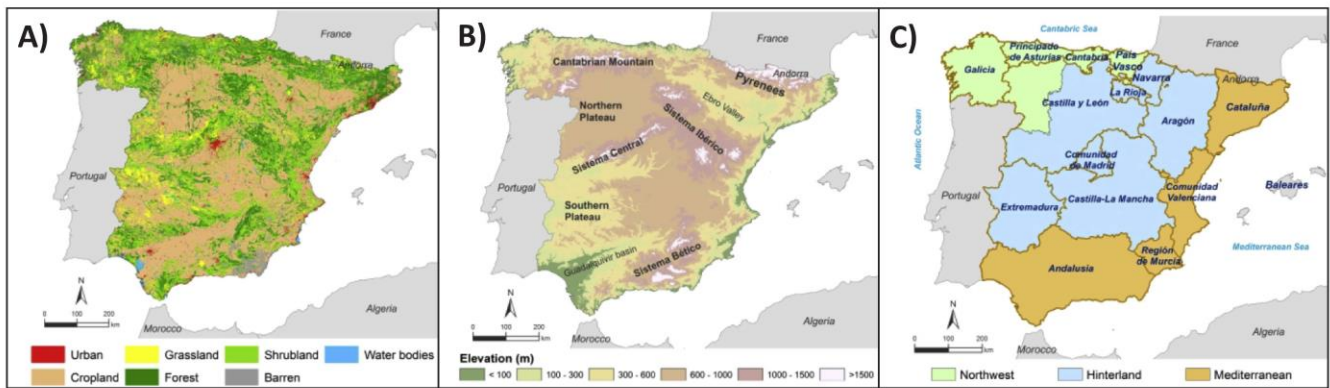 A)
France
Andorra
Portugal
N
0 100 200
km
Morocco
Algeria
Urban
Grassland
Shrubland
Water bodies
Cropland
Forest
Barren
B)
France
Cantabrian Mountain
Pyrenees
Andorra
Ebro Valley
Northern
Plateau
Sistema Ibérico
Sistema Central
Portugal
Southern
Plateau
Guadalquivir basin
Sistema Bético
N
0 100 200
km
Morocco
Algeria
Elevation (m)
< 100
100 - 300
300 - 600
600 - 1000
1000 - 1500
>1500
C)
Cantabric Sea
France
Principado
de Asturias
Cantabria
País
Vasco
Galicia
Navarra
Andorra
La Rioja
Castilla y León
Cataluña
Aragón
Atlantic Ocean
Comunidad
de Madrid
Portugal
Comunidad
Valenciana
Baleares
Castilla-La Mancha
Extremadura
Mediterranean Sea
Región
de Murcia
Andalusia
N
0 100 200
km
Morocco
Algeria
Northwest
Hinterland
Mediterranean